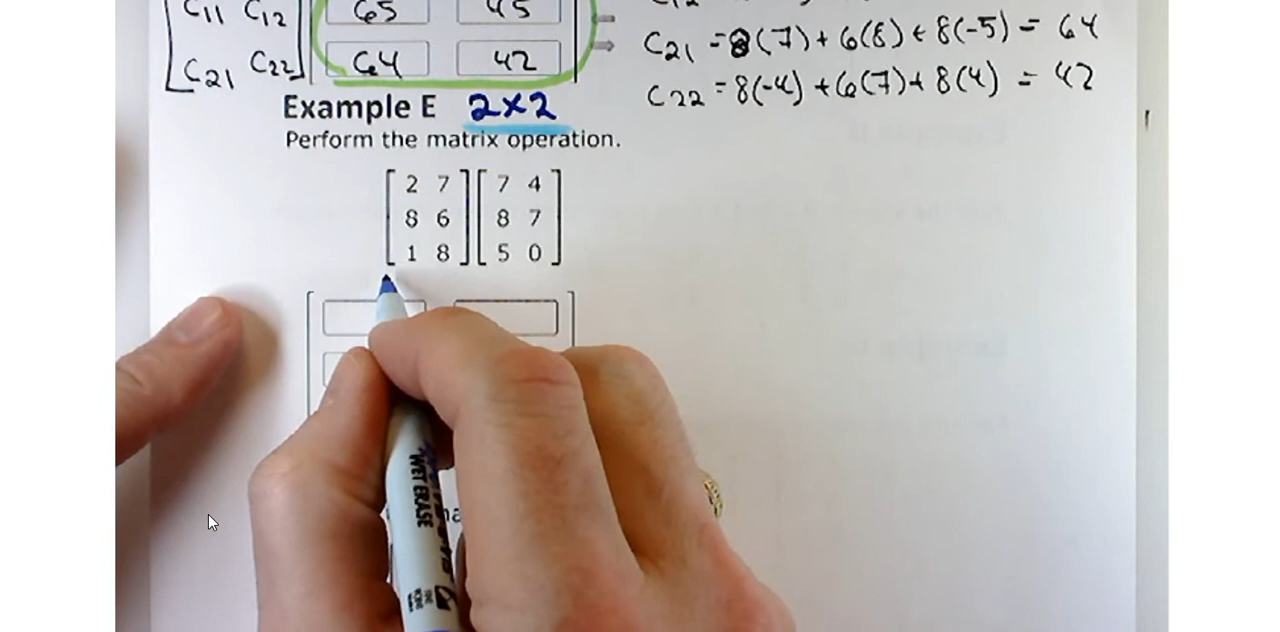 C11 C12 65 45
C21 = 8(7) + 6(8) + 8(-5) = 64
C21 C22 64 42
C22 = 8(-4) + 6(7) + 8(4) = 42
Example E 2x2
Perform the matrix operation.
2 7 7 4
8 6 8 7
1 8 5 0
WET ERASE